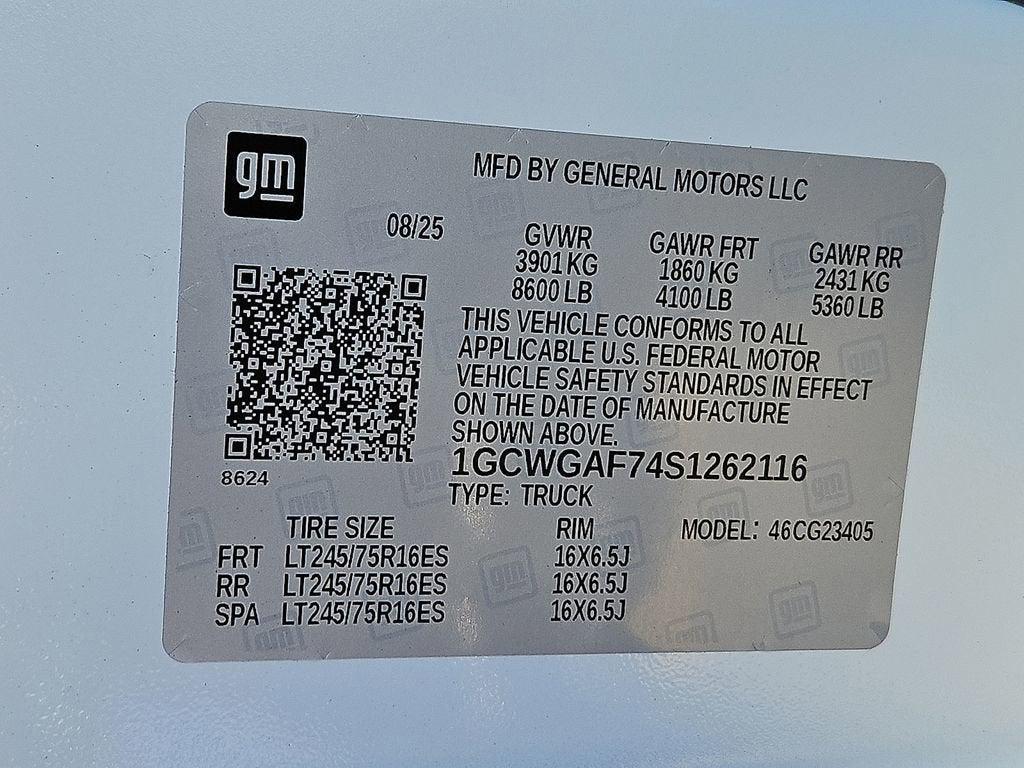 gm
MFD BY GENERAL MOTORS LLC
08/25
GVWR
3901 KG
8600 LB
GAWR FRT
1860 KG
4100 LB
GAWR RR
2431 KG
5360 LB
THIS VEHICLE CONFORMS TO ALL
APPLICABLE U.S. FEDERAL MOTOR
VEHICLE SAFETY STANDARDS IN EFFECT
ON THE DATE OF MANUFACTURE
SHOWN ABOVE.
1GCWGAF74S1262116
8624
TYPE: TRUCK
TIRE SIZE RIM MODEL: 46CG23405
FRT LT245/75R16ES 16X6.5J
RR LT245/75R16ES 16X6.5J
SPA LT245/75R16ES 16X6.5J